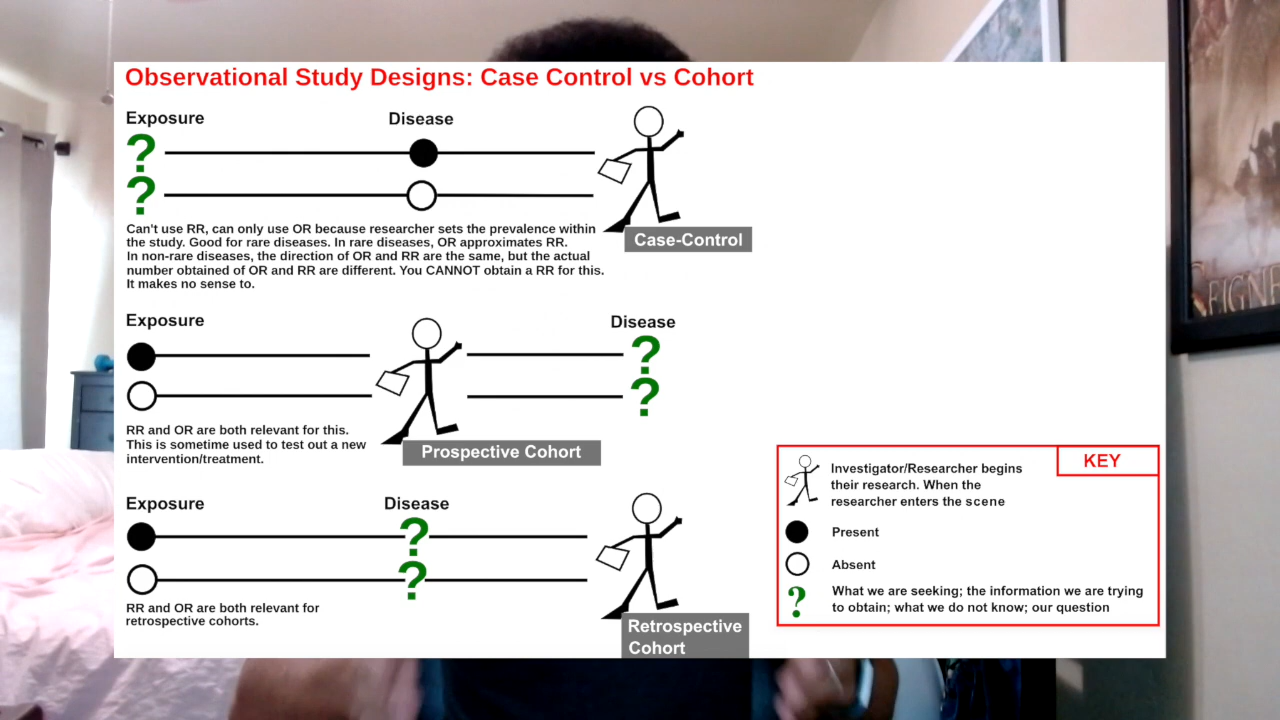 Observational Study Designs: Case Control vs Cohort
Exposure
Disease
?
?
Can't use RR, can only use OR because researcher sets the prevalence within
the study. Good for rare diseases. In rare diseases, OR approximates RR.
In non-rare diseases, the direction of OR and RR are the same, but the actual
number obtained of OR and RR are different. You CANNOT obtain a RR for this.
It makes no sense to.
Case-Control
Exposure
Disease
?
?
RR and OR are both relevant for this.
This is sometime used to test out a new
intervention/treatment.
Prospective Cohort
Exposure
Disease
?
?
RR and OR are both relevant for
retrospective cohorts.
Retrospective
Cohort
KEY
Investigator/Researcher begins
their research. When the
researcher enters the scene
Present
Absent
?
What we are seeking; the information we are trying
to obtain; what we do not know; our question